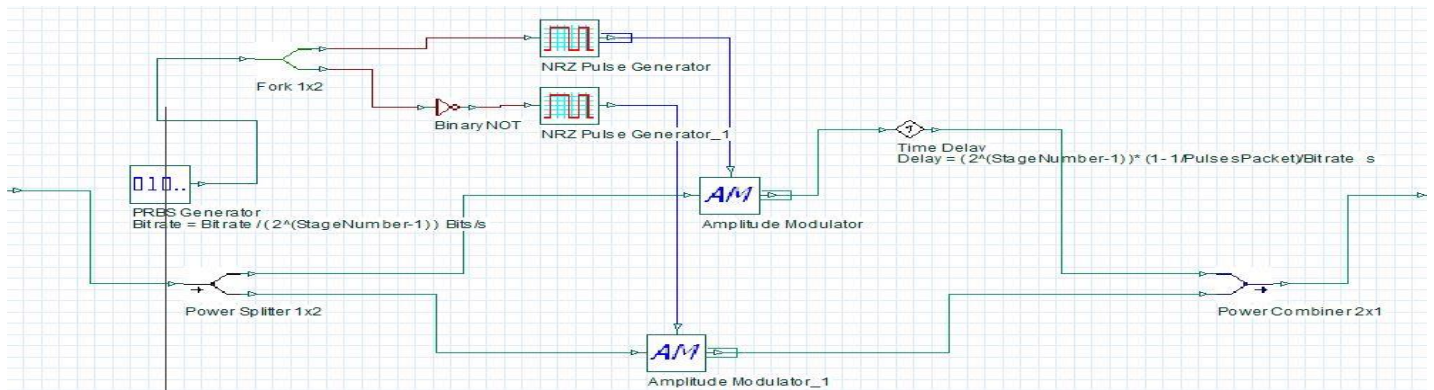 NRZ Pulse Generator
Fork 1x2
Binary NOT
NRZ Pulse Generator_1
Time Delay
Delay = (2^(StageNumber-1))* (1-1/PulsesPacket)/Bitrate s
010..
PRBS Generator
Bitrate = Bitrate /(2^(StageNumber-1)) Bits/s
AM
Amplitude Modulator
Power Splitter 1x2
Power Combiner 2x1
AM
Amplitude Modulator_1